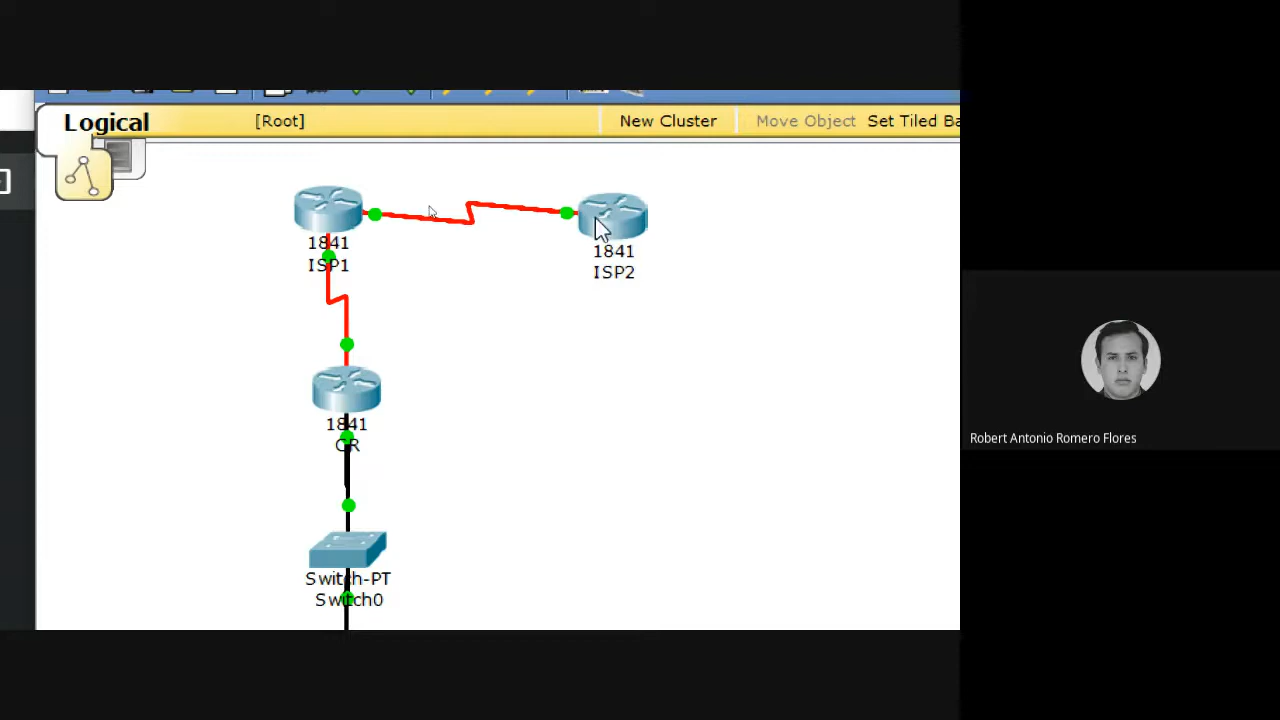 Logical
[Root]
New Cluster
Move Object
Set Tiled Ba
1841
ISP1
1841
ISP2
1841
CR
Switch-PT
Switch0
Robert Antonio Romero Flores